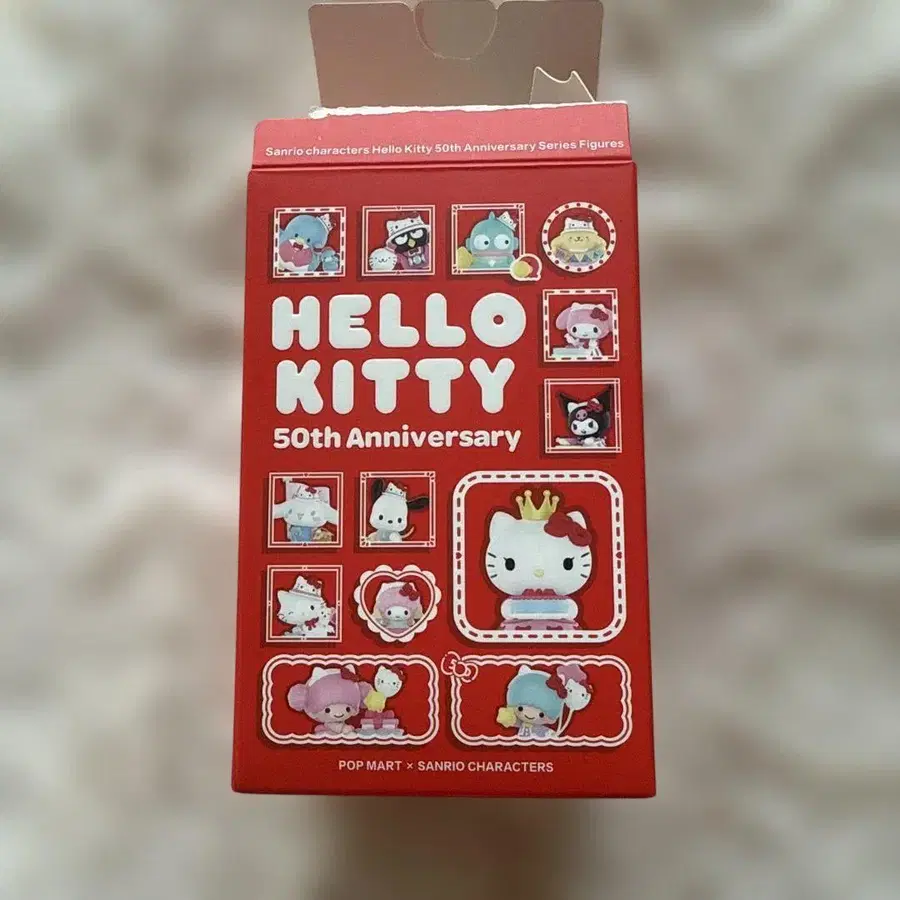 Sanrio characters Hello Kitty 50th Anniversary Series Figures
HELLO
KITTY
50th Anniversary
POP MART × SANRIO CHARACTERS